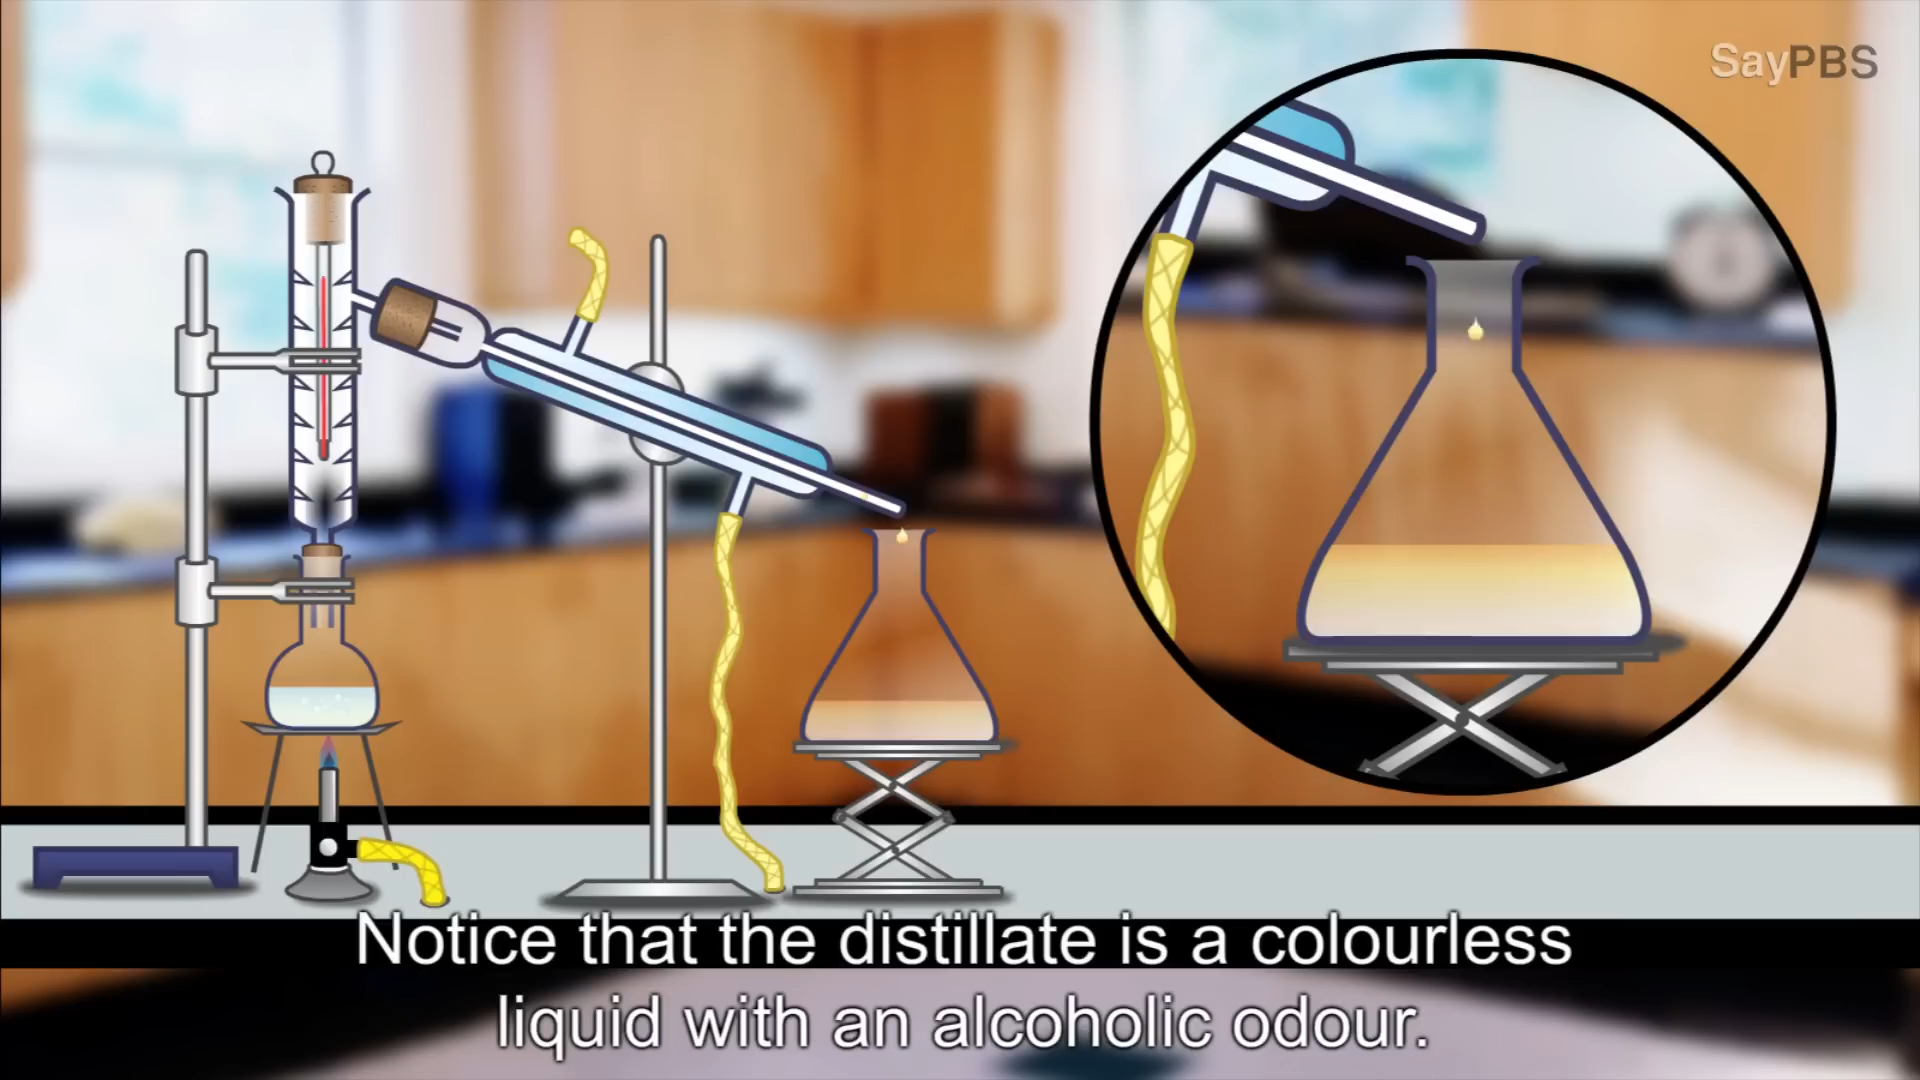 SayPBS
Notice that the distillate is a colourless
liquid with an alcoholic odour.